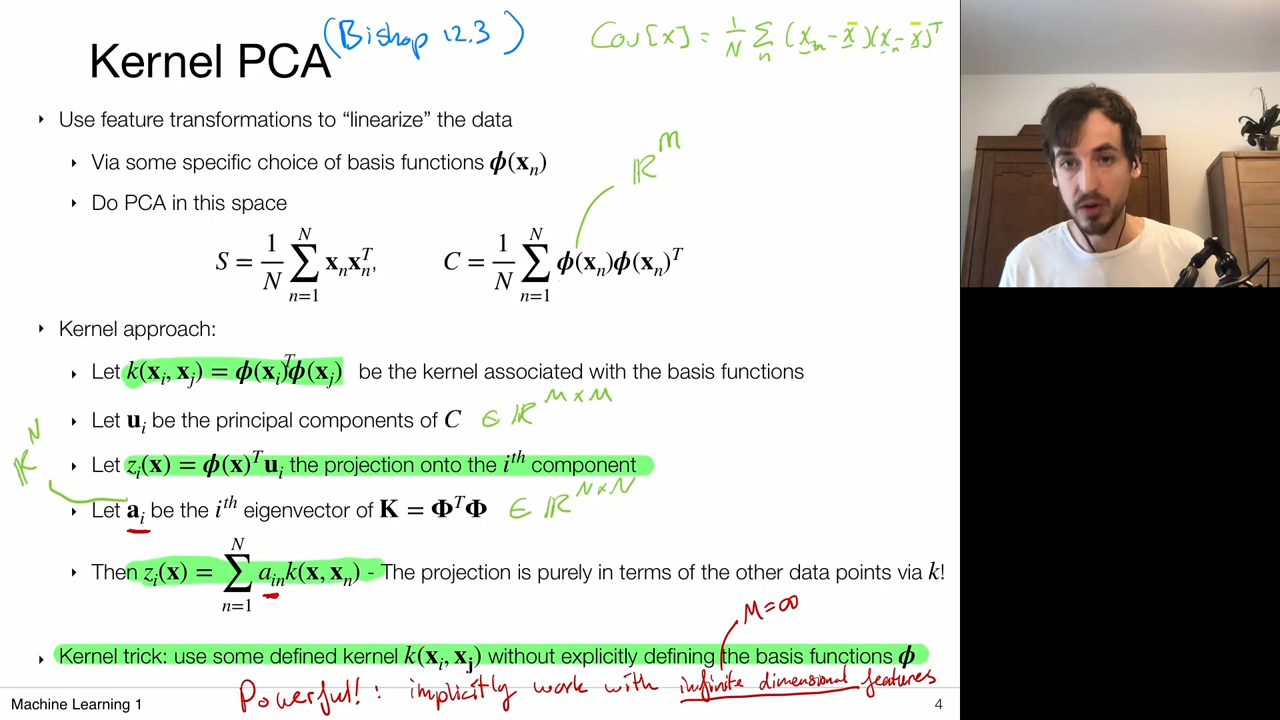 Kernel PCA (Bishop 12.3)
Cov[x] = 1/N Σ_n (x_n - x̄)(x_n - x̄)^T
‣ Use feature transformations to “linearize” the data
‣ Via some specific choice of basis functions ϕ(x_n)
ℝ^M
‣ Do PCA in this space
S = 1/N ∑_{n=1}^{N} x_n x_n^T, C = 1/N ∑_{n=1}^{N} ϕ(x_n)ϕ(x_n)^T
‣ Kernel approach:
‣ Let k(x_i, x_j) = ϕ(x_i)^T ϕ(x_j) be the kernel associated with the basis functions
‣ Let u_i be the principal components of C ∈ ℝ^{M×M}
ℝ^N
‣ Let z_i(x) = ϕ(x)^T u_i the projection onto the i^th component
‣ Let a_i be the i^th eigenvector of K = Φ^T Φ ∈ ℝ^{N×N}
‣ Then z_i(x) = ∑_{n=1}^{N} a_in k(x, x_n) - The projection is purely in terms of the other data points via k!
M=∞
‣ Kernel trick: use some defined kernel k(x_i, x_j) without explicitly defining the basis functions ϕ
Powerful!: implicitly work with infinite dimensional features
Machine Learning 1
4